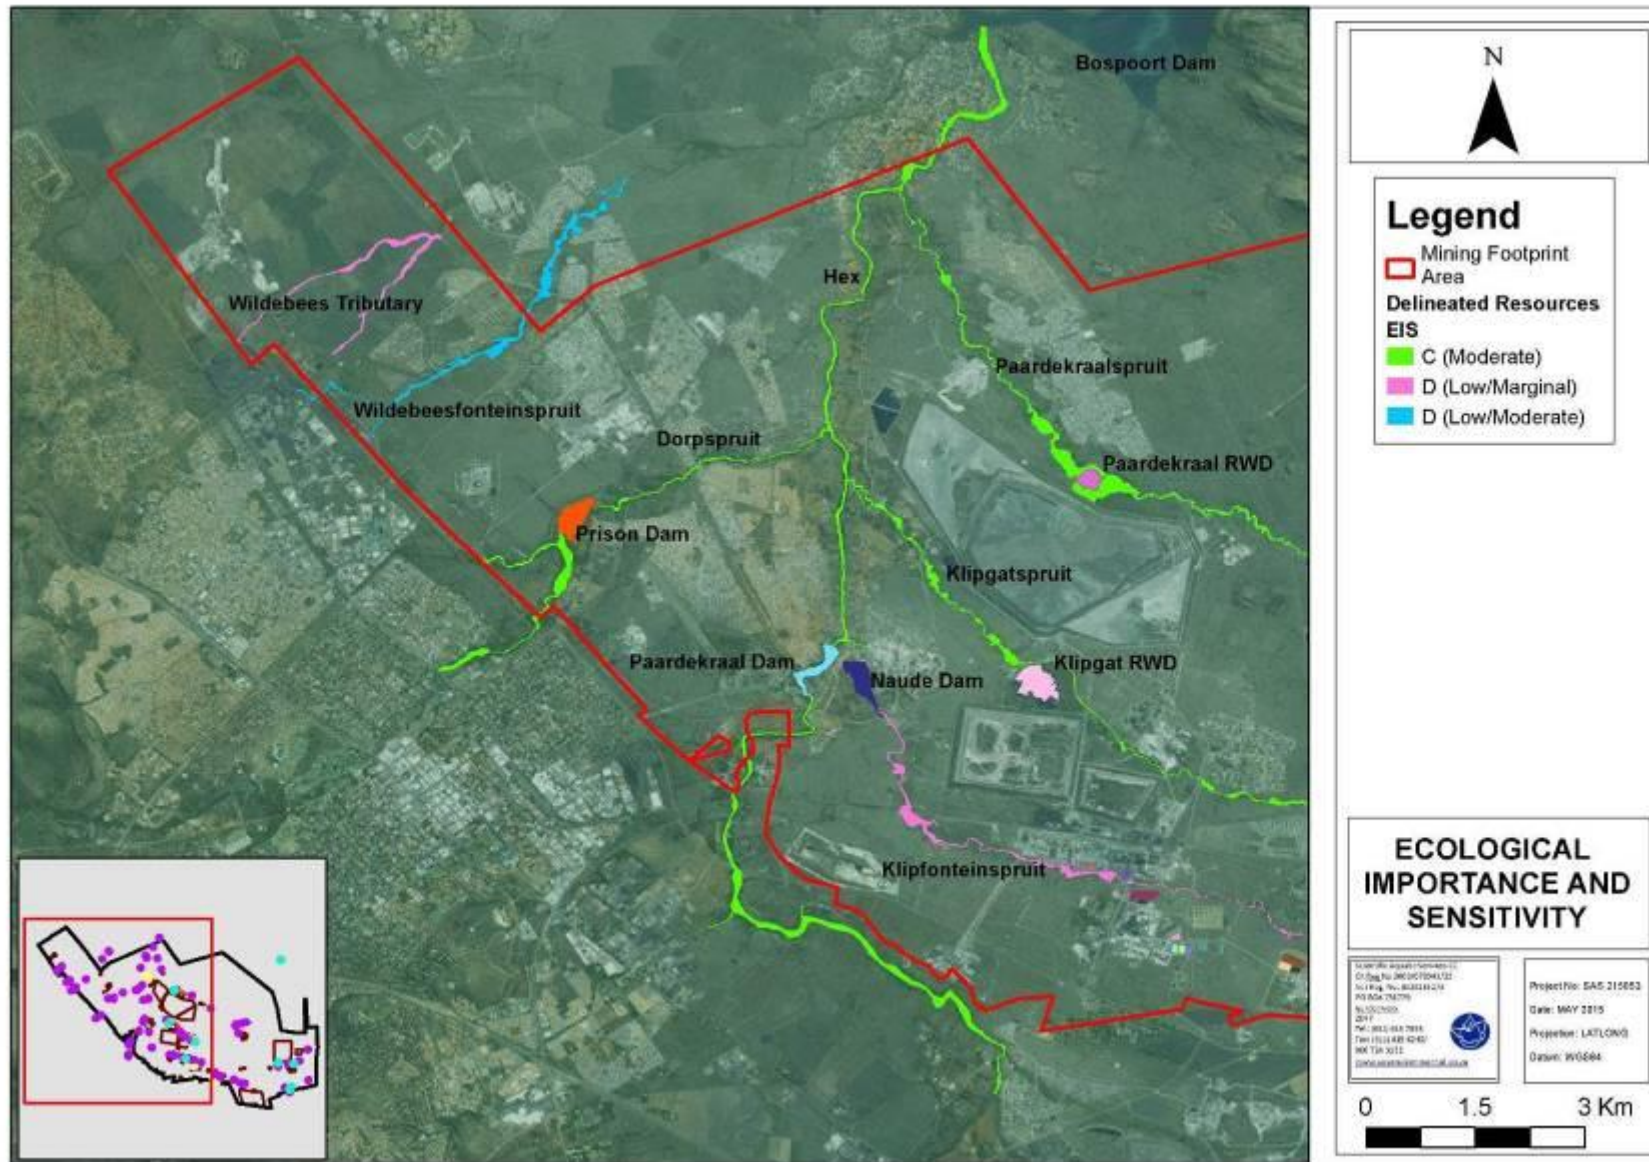 Bospoort Dam
Hex
Wildebees Tributary
Paardekraalspruit
Wildebeesfonteinspruit
Dorpspruit
Paardekraal RWD
Prison Dam
Klipgatspruit
Paardekraal Dam
Klipgat RWD
Naude Dam
Klipfonteinspruit
N
Legend
Mining Footprint
Area
Delineated Resources
EIS
C (Moderate)
D (Low/Marginal)
D (Low/Moderate)
ECOLOGICAL
IMPORTANCE AND
SENSITIVITY
Date: MAY 2015
Projection: LATLONG
Datum: WGS84
0 1.5 3 Km